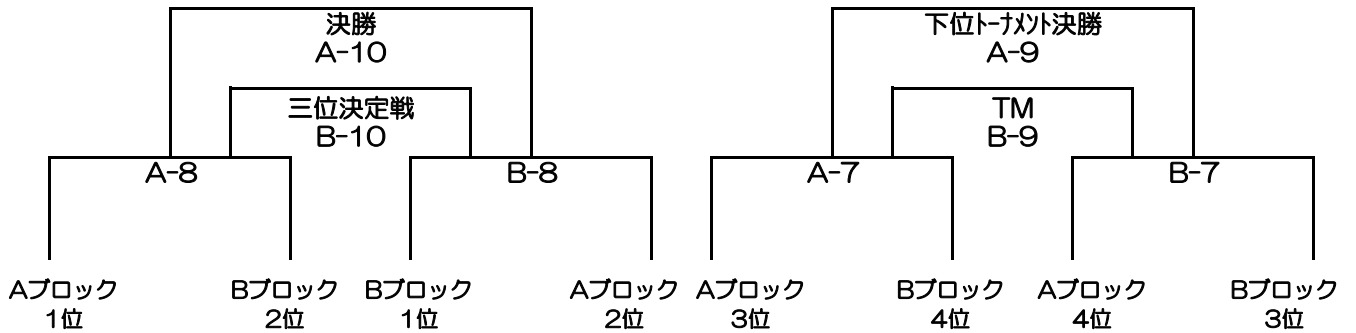 決勝
A-10
三位決定戦
B-10
A-8
B-8
Aブロック
1位
Bブロック
2位
Bブロック
1位
Aブロック
2位
下位ﾄｰﾅﾒﾝﾄ決勝
A-9
TM
B-9
A-7
B-7
Aブロック
3位
Bブロック
4位
Aブロック
4位
Bブロック
3位